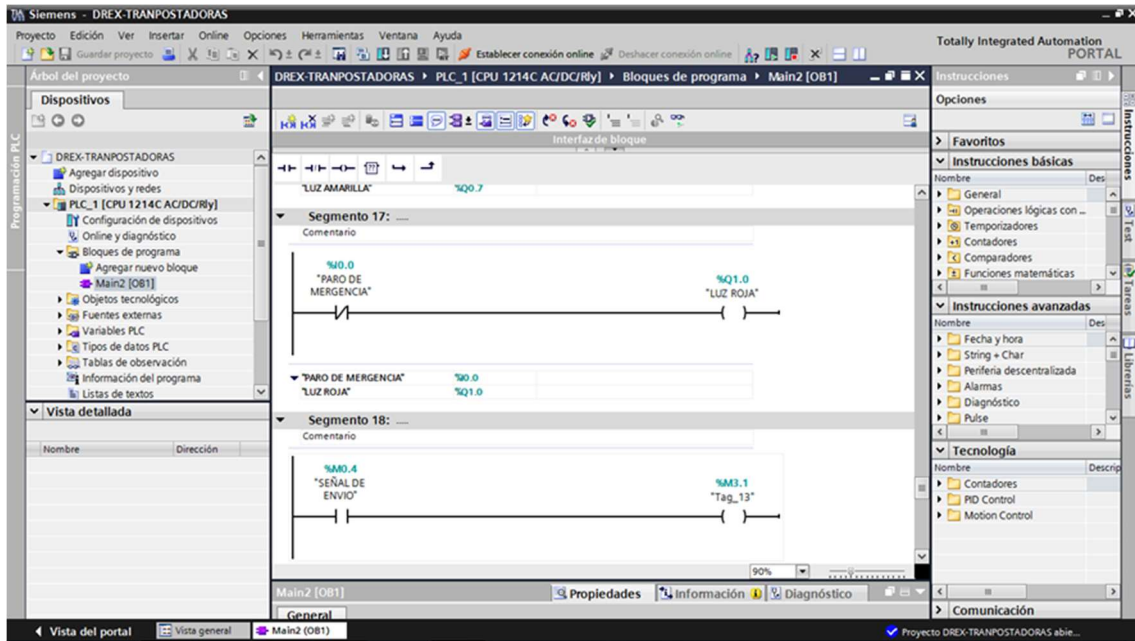 Siemens - DREX-TRANPOSTADORAS
Proyecto Edición Ver Insertar Online Opciones Herramientas Ventana Ayuda
Guardar proyecto
Establecer conexión online
Deshacer conexión online
Totally Integrated Automation
PORTAL
Árbol del proyecto
DREX-TRANPOSTADORAS
PLC_1 [CPU 1214C AC/DC/Rly]
Bloques de programa
Main2 [OB1]
Instrucciones
Programación PLC
Dispositivos
DREX-TRANPOSTADORAS
Agregar dispositivo
Dispositivos y redes
PLC_1 [CPU 1214C AC/DC/Rly]
Configuración de dispositivos
Online y diagnóstico
Bloques de programa
Agregar nuevo bloque
Main2 [OB1]
Objetos tecnológicos
Fuentes externas
Variables PLC
Tipos de datos PLC
Tablas de observación
Información del programa
Listas de textos
Vista detallada
Nombre Dirección
Interfaz de bloque
"LUZ AMARILLA" %Q0.7
Segmento 17: ....
Comentario
%I0.0
"PARO DE
MERGENCIA"
%Q1.0
"LUZ ROJA"
"PARO DE MERGENCIA" %I0.0
"LUZ ROJA" %Q1.0
Segmento 18: ....
Comentario
%M0.4
"SEÑAL DE
ENVIO"
%M3.1
"Tag_13"
90%
Main2 [OB1]
Propiedades
Información
Diagnóstico
General
Opciones
Favoritos
Instrucciones básicas
Nombre Des
General
Operaciones lógicas con ...
Temporizadores
Contadores
Comparadores
Funciones matemáticas
Instrucciones avanzadas
Nombre Des
Fecha y hora
String + Char
Periferia descentralizada
Alarmas
Diagnóstico
Pulse
Tecnología
Nombre Descrip
Contadores
PID Control
Motion Control
Comunicación
Instrucciones
Test
Tareas
Librerías
Vista del portal
Vista general
Main2 (OB1)
Proyecto DREX-TRANPOSTADORAS abie...